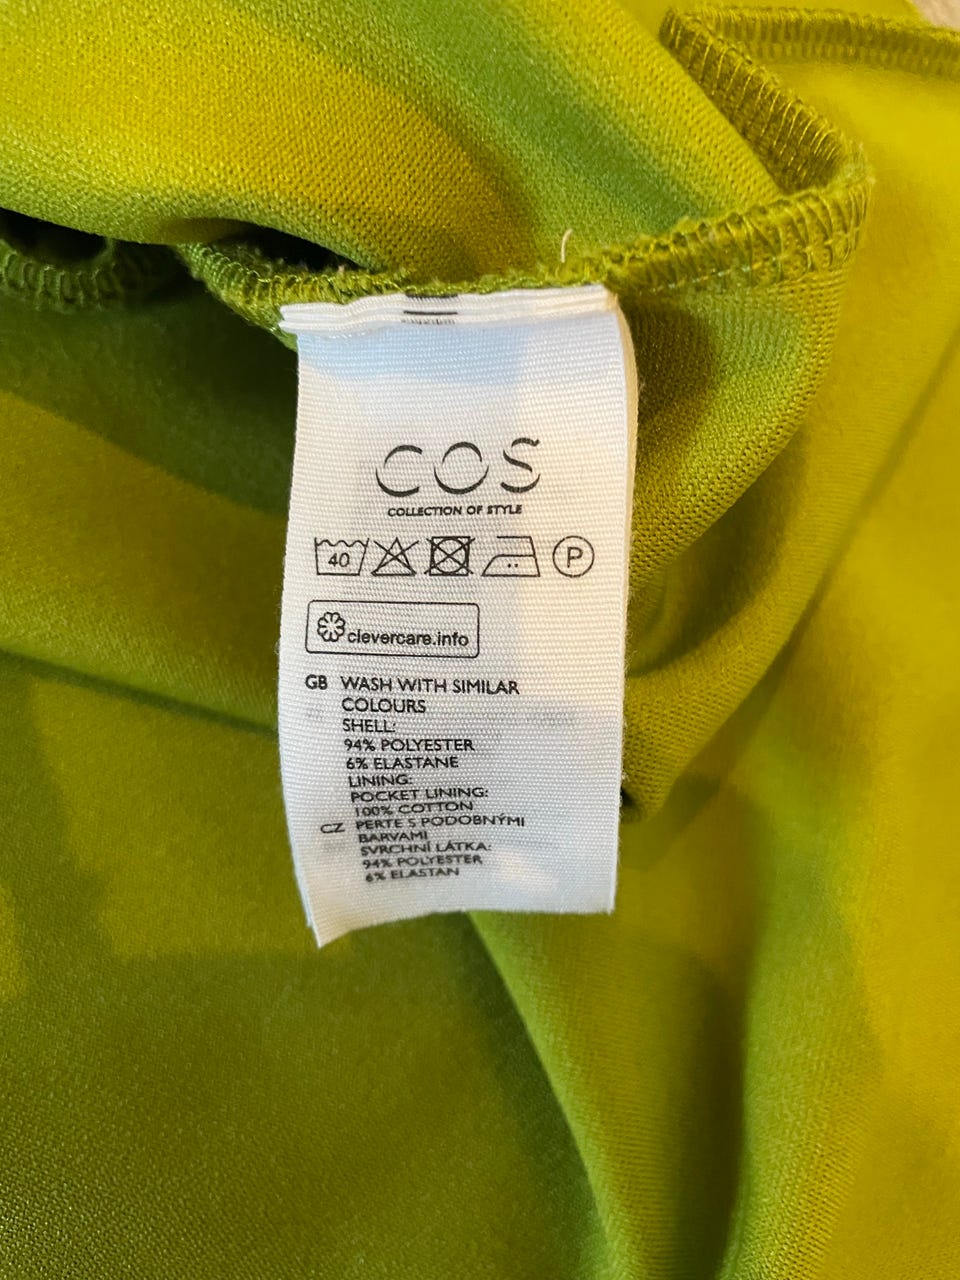 COS
COLLECTION OF STYLE
40
P
clevercare.info
GB WASH WITH SIMILAR
COLOURS
SHELL:
94% POLYESTER
6% ELASTANE
LINING:
POCKET LINING:
100% COTTON
CZ PERTE S PODOBNÝMI
BARVAMI
SVRCHNÍ LÁTKA:
94% POLYESTER
6% ELASTAN